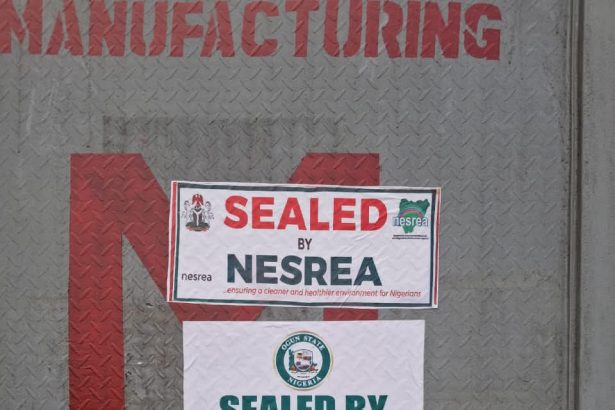 MANUFACTURING
M
SEALED
BY
nesrea
nesrea
NESREA
...ensuring a cleaner and healthier environment for Nigerians
OGUN STATE
NIGERIA
SEALED BY